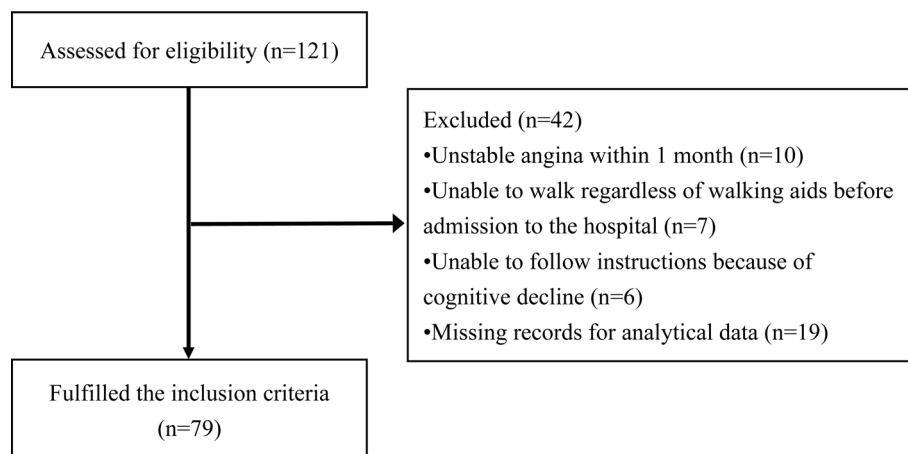 Assessed for eligibility (n=121)
Excluded (n=42)
•Unstable angina within 1 month (n=10)
•Unable to walk regardless of walking aids before
admission to the hospital (n=7)
•Unable to follow instructions because of
cognitive decline (n=6)
•Missing records for analytical data (n=19)
Fulfilled the inclusion criteria
(n=79)